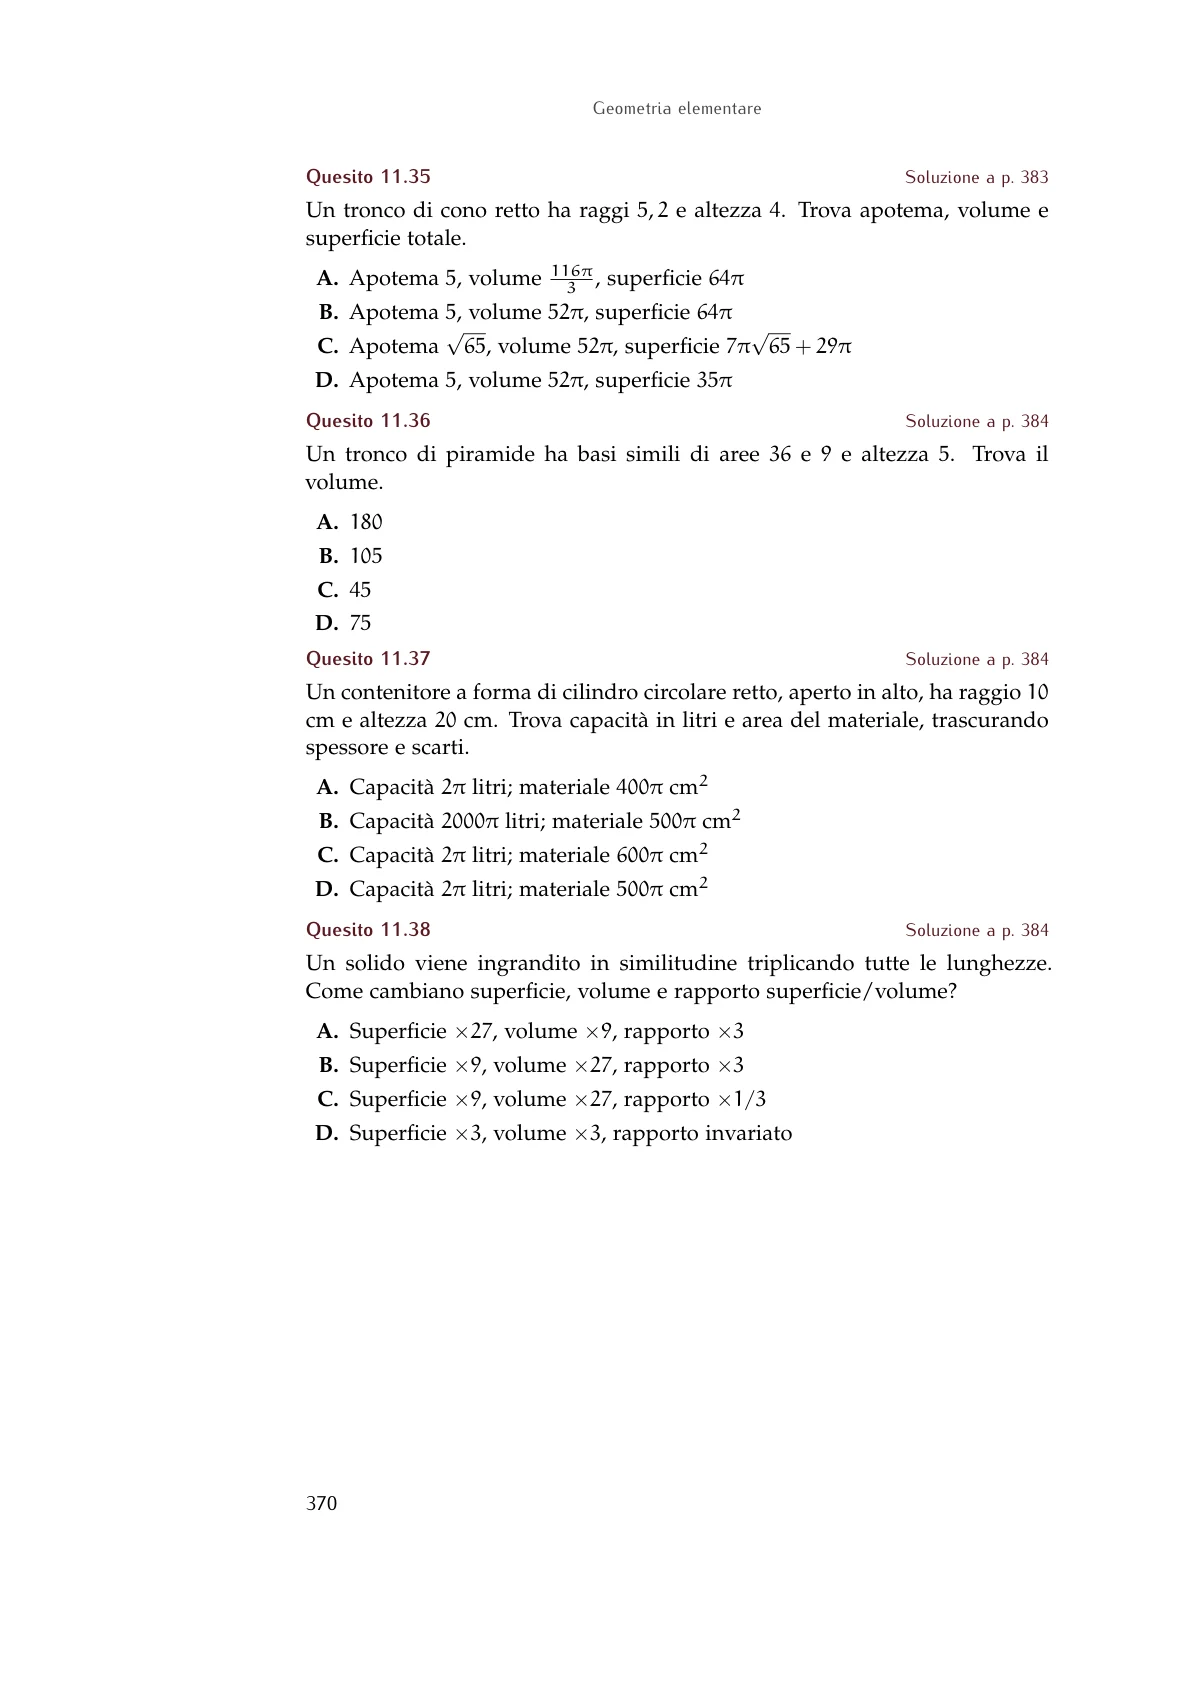 Geometria elementare
Quesito 11.35 Soluzione a p. 383
Un tronco di cono retto ha raggi 5, 2 e altezza 4. Trova apotema, volume e
superficie totale.
A. Apotema 5, volume \frac{116π}{3}, superficie 64π
B. Apotema 5, volume 52π, superficie 64π
C. Apotema √65, volume 52π, superficie 7π√65 + 29π
D. Apotema 5, volume 52π, superficie 35π
Quesito 11.36 Soluzione a p. 384
Un tronco di piramide ha basi simili di aree 36 e 9 e altezza 5. Trova il
volume.
A. 180
B. 105
C. 45
D. 75
Quesito 11.37 Soluzione a p. 384
Un contenitore a forma di cilindro circolare retto, aperto in alto, ha raggio 10
cm e altezza 20 cm. Trova capacità in litri e area del materiale, trascurando
spessore e scarti.
A. Capacità 2π litri; materiale 400π cm²
B. Capacità 2000π litri; materiale 500π cm²
C. Capacità 2π litri; materiale 600π cm²
D. Capacità 2π litri; materiale 500π cm²
Quesito 11.38 Soluzione a p. 384
Un solido viene ingrandito in similitudine triplicando tutte le lunghezze.
Come cambiano superficie, volume e rapporto superficie/volume?
A. Superficie ×27, volume ×9, rapporto ×3
B. Superficie ×9, volume ×27, rapporto ×3
C. Superficie ×9, volume ×27, rapporto ×1/3
D. Superficie ×3, volume ×3, rapporto invariato
370